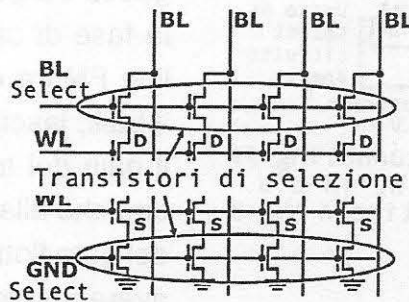 BL BL BL BL
BL
Select
WL D D D D
Transistori di selezione
WL
S S S S
GND
Select